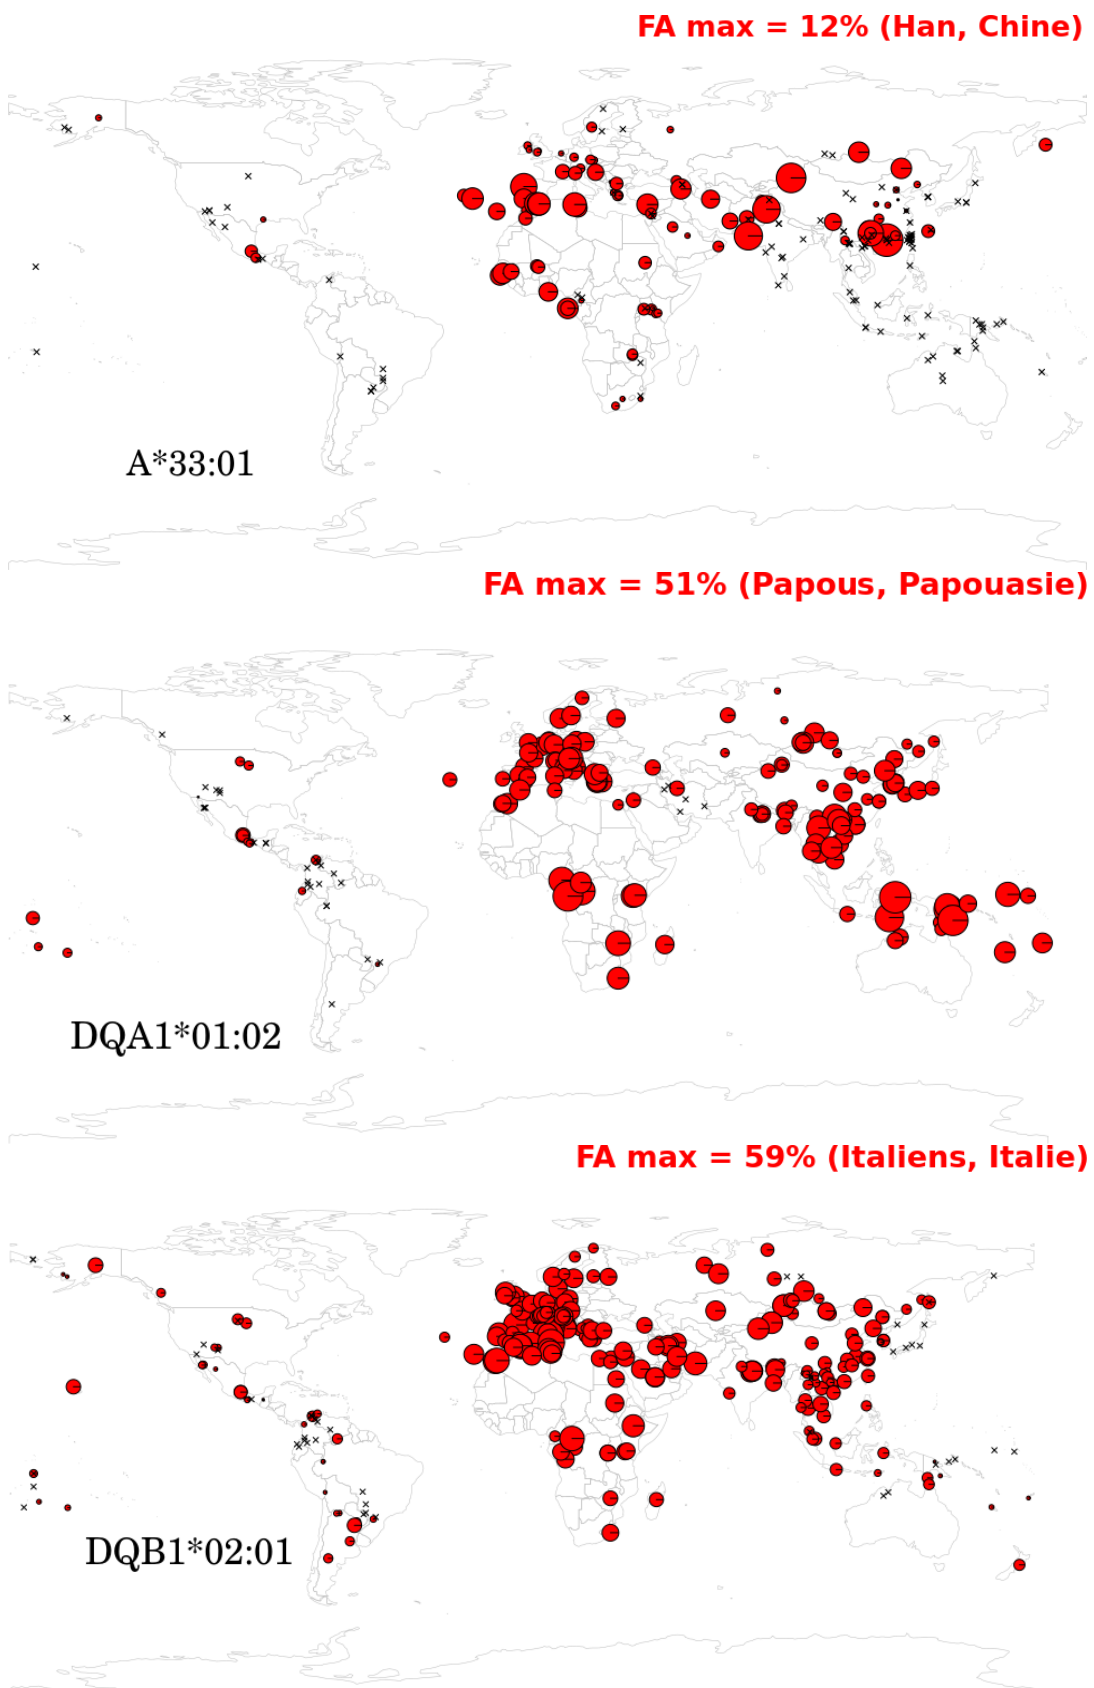 FA max = 12% (Han, Chine)
A*33:01
FA max = 51% (Papous, Papouasie)
DQA1*01:02
FA max = 59% (Italiens, Italie)
DQB1*02:01